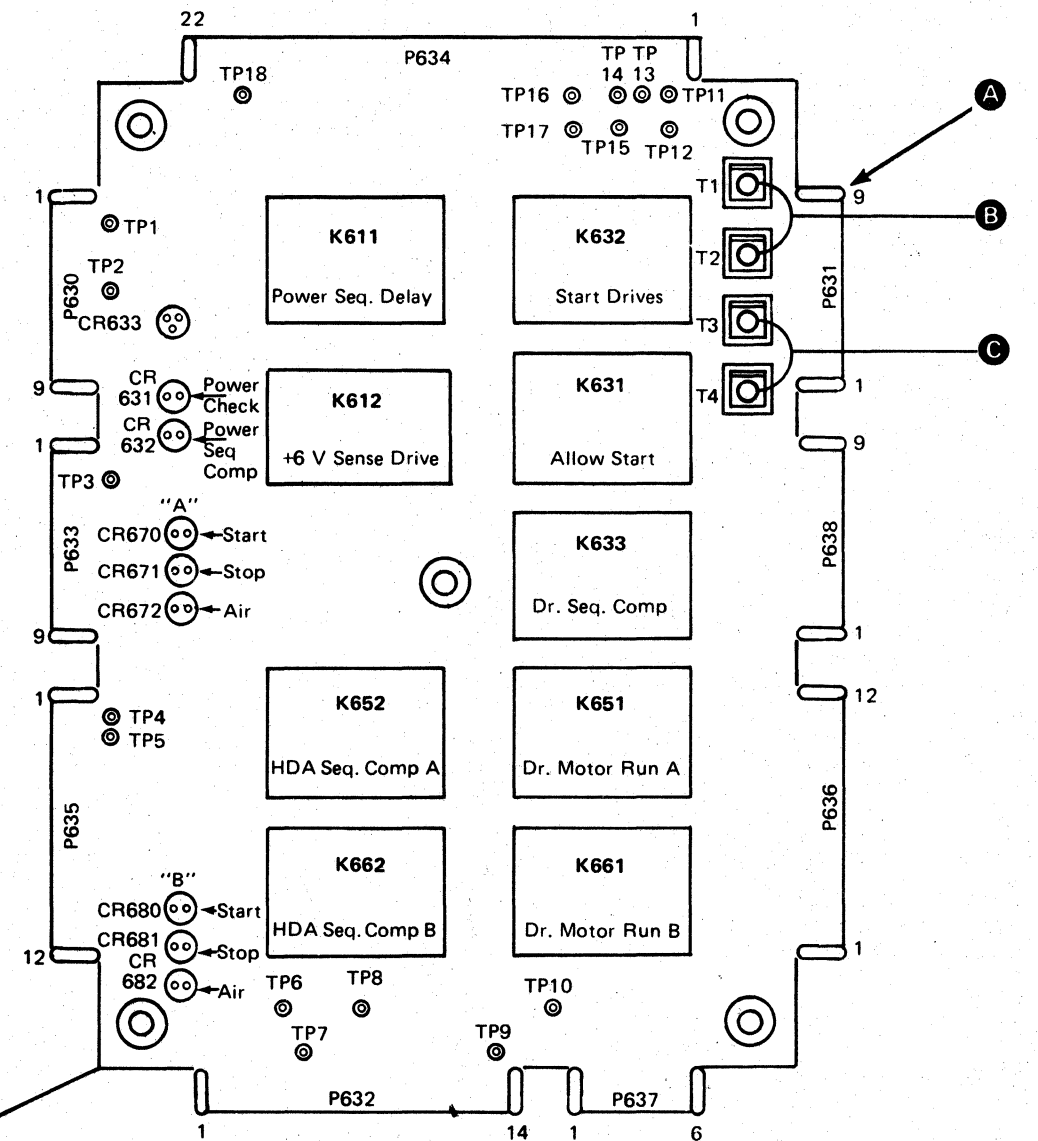 22
1
P634
TP TP
14 13
TP18
TP16
TP11
TP17
TP15
TP12
A
T1
9
1
B
TP1
K611
Power Seq. Delay
K632
Start Drives
T2
P630
P631
TP2
CR633
T3
C
9
CR
631
Power
Check
K612
+6 V Sense Drive
K631
Allow Start
T4
1
1
CR
632
Power
Seq
Comp
9
TP3
"A"
CR670
Start
P633
CR671
Stop
CR672
Air
K633
Dr. Seq. Comp
P638
9
1
1
12
TP4
TP5
K652
HDA Seq. Comp A
K651
Dr. Motor Run A
P635
P636
K662
HDA Seq. Comp B
K661
Dr. Motor Run B
"B"
CR680
Start
CR681
Stop
12
1
CR
682
Air
TP6
TP8
TP10
TP7
TP9
P632
P637
1
14
1
6